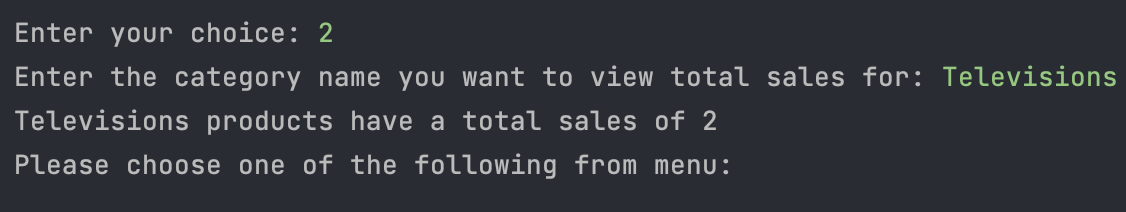 Enter your choice: 2
Enter the category name you want to view total sales for: Televisions
Televisions products have a total sales of 2
Please choose one of the following from menu: